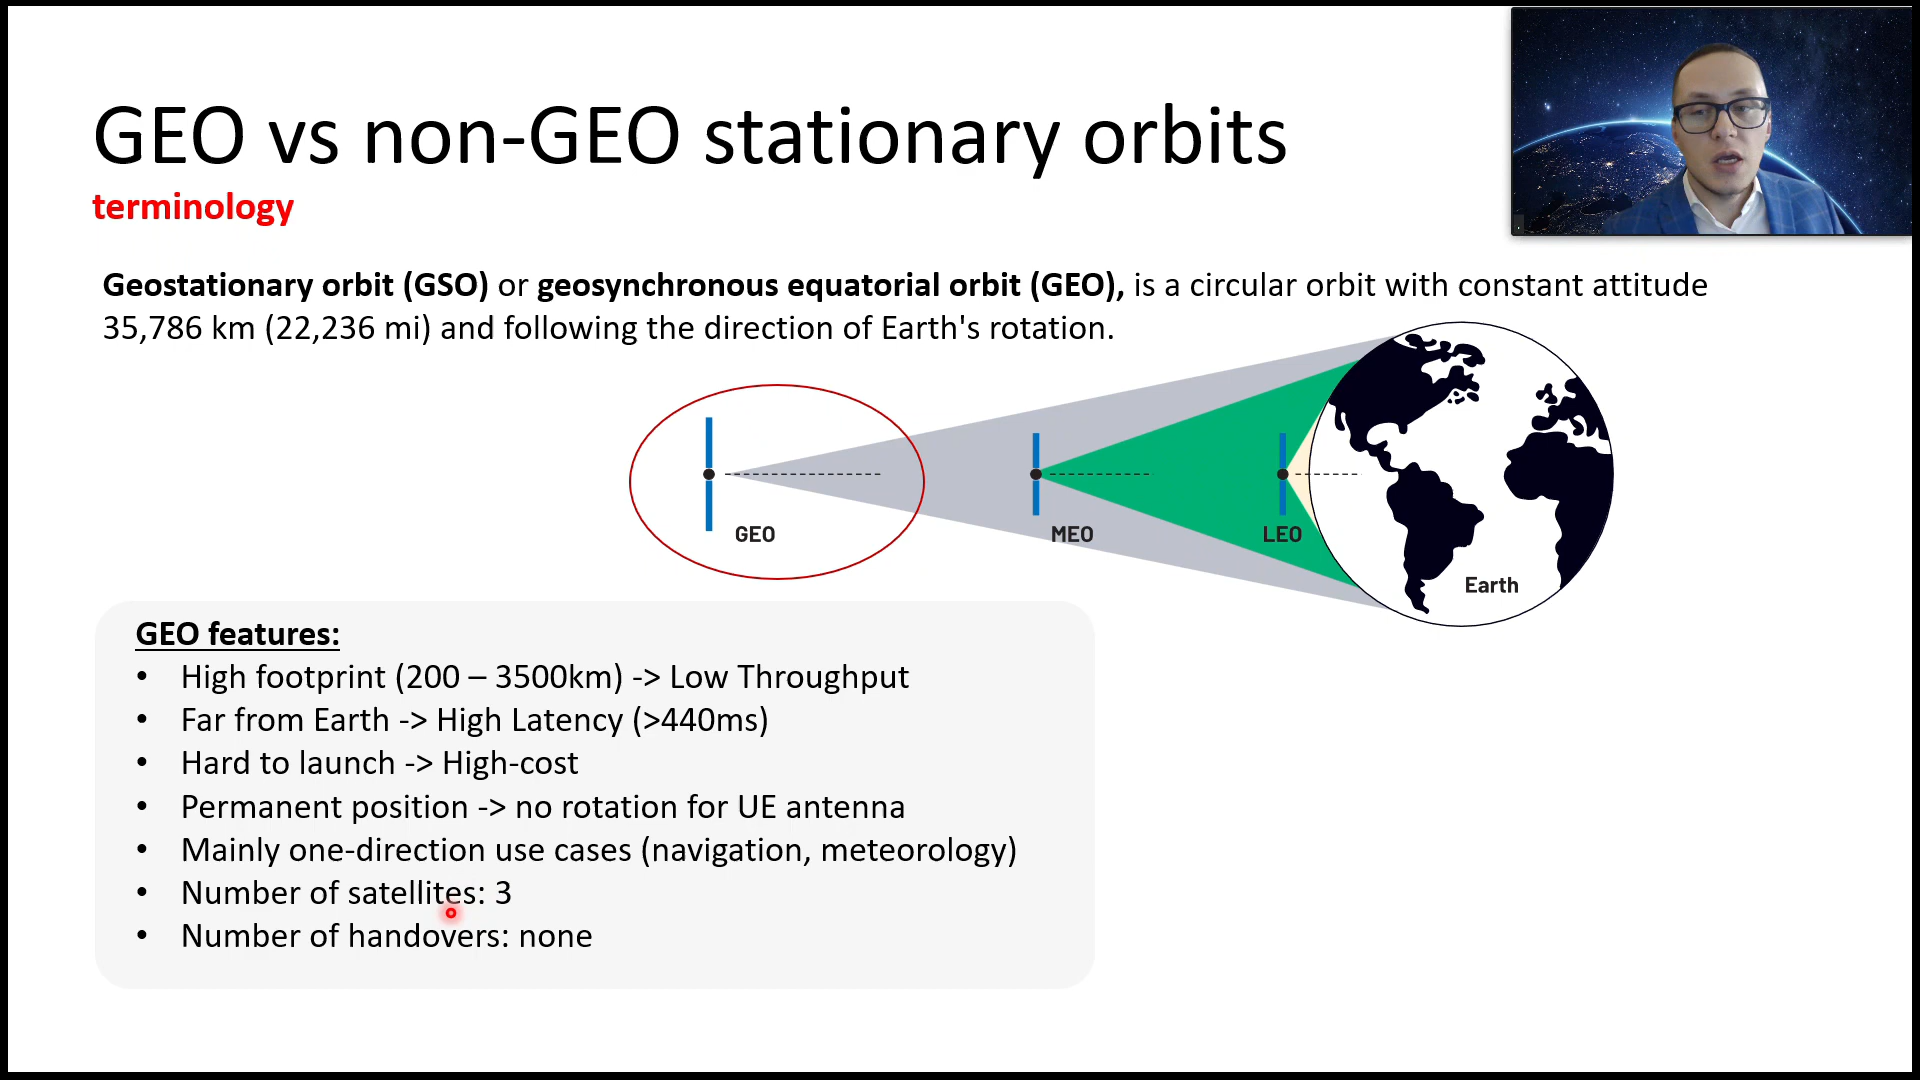 GEO vs non-GEO stationary orbits
terminology
Geostationary orbit (GSO) or geosynchronous equatorial orbit (GEO), is a circular orbit with constant attitude
35,786 km (22,236 mi) and following the direction of Earth's rotation.
GEO
MEO
LEO
Earth
GEO features:
• High footprint (200 – 3500km) -> Low Throughput
• Far from Earth -> High Latency (>440ms)
• Hard to launch -> High-cost
• Permanent position -> no rotation for UE antenna
• Mainly one-direction use cases (navigation, meteorology)
• Number of satellites: 3
• Number of handovers: none